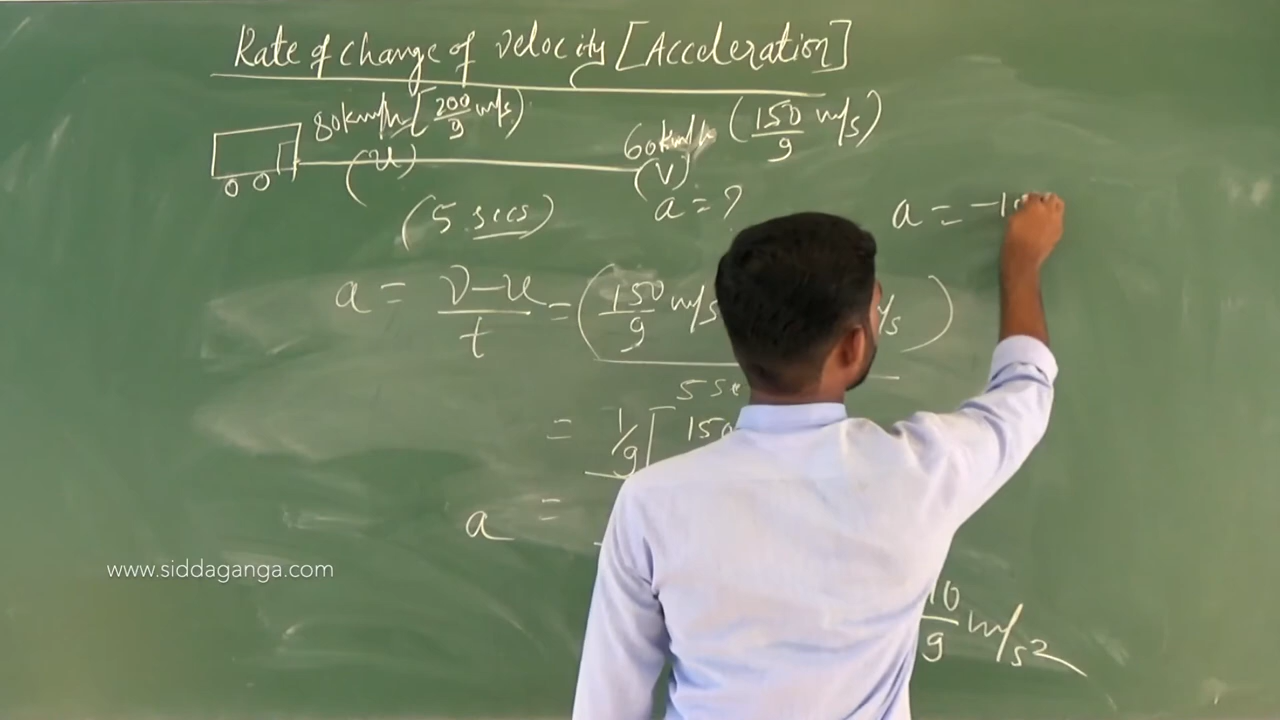 Rate of change of velocity [Acceleration]
80km/h [200/9 m/s)
60km/h (150/9 m/s)
(u)
(v)
(5 secs)
a = ?
a = -1
a = v-u/t = (150/9 m/s /s)
5 se
= 1/9 [150
a =
10/9 m/s2
www.siddaganga.com